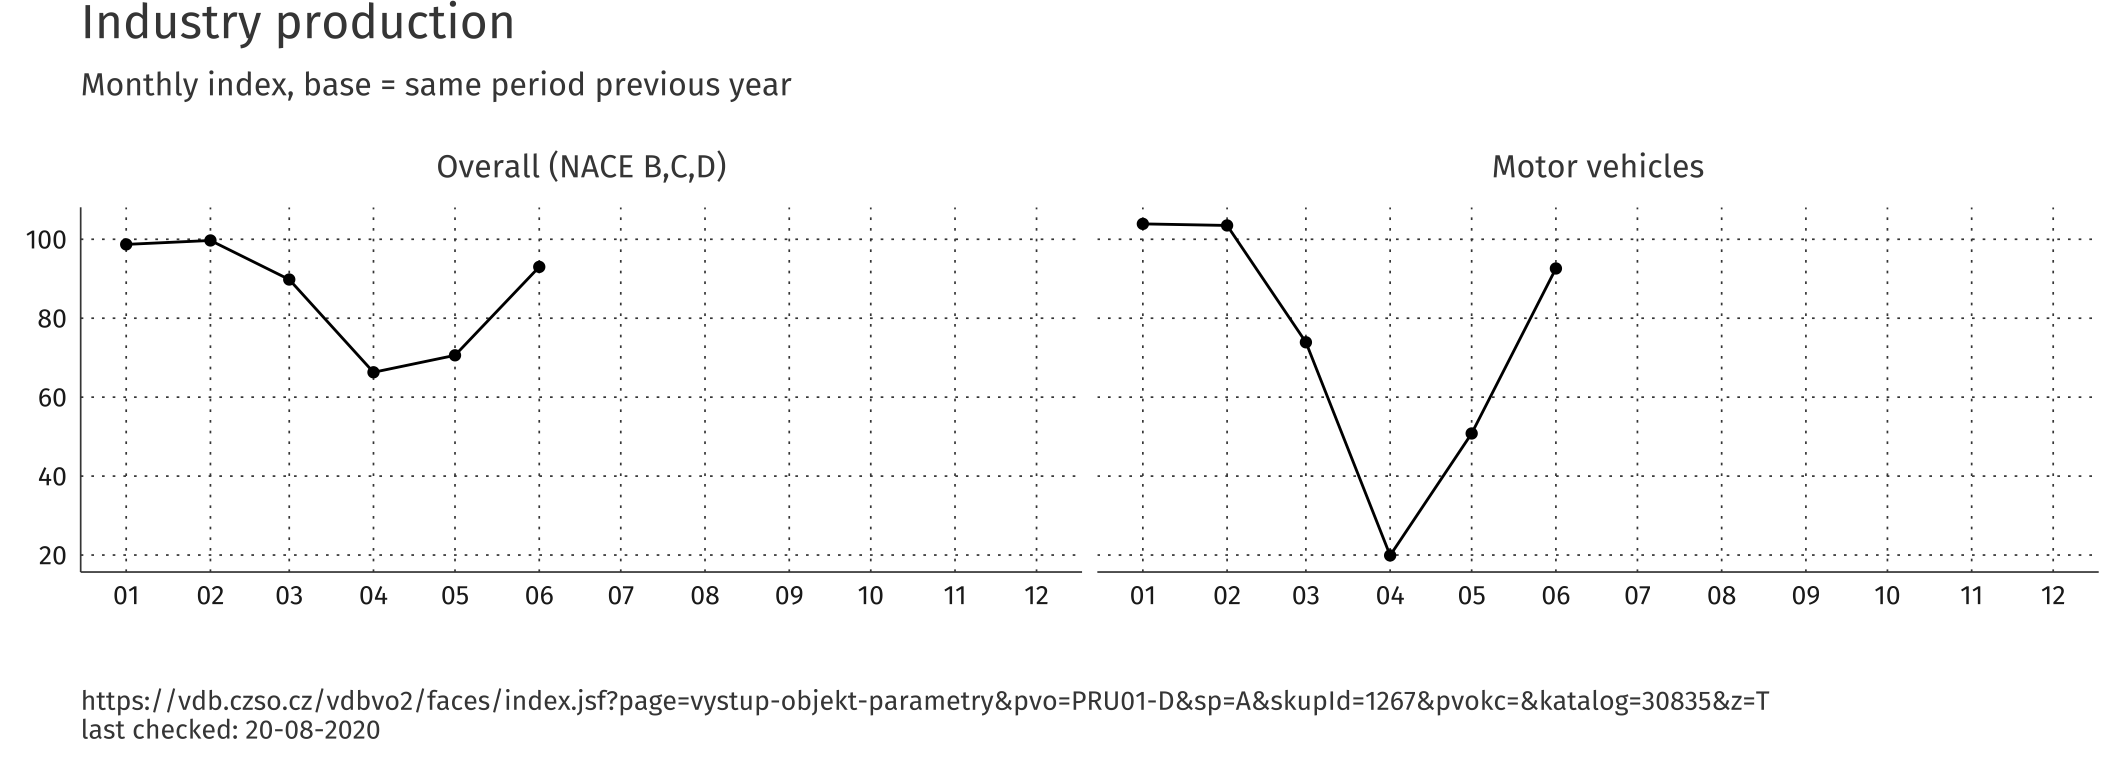 Industry production
Monthly index, base = same period previous year
Overall (NACE B,C,D)
Motor vehicles
100
80
60
40
20
01 02 03 04 05 06 07 08 09 10 11 12
01 02 03 04 05 06 07 08 09 10 11 12
https://vdb.czso.cz/vdbvo2/faces/index.jsf?page=vystup-objekt-parametry&pvo=PRU01-D&sp=A&skupId=1267&pvokc=&katalog=30835&z=T
last checked: 20-08-2020